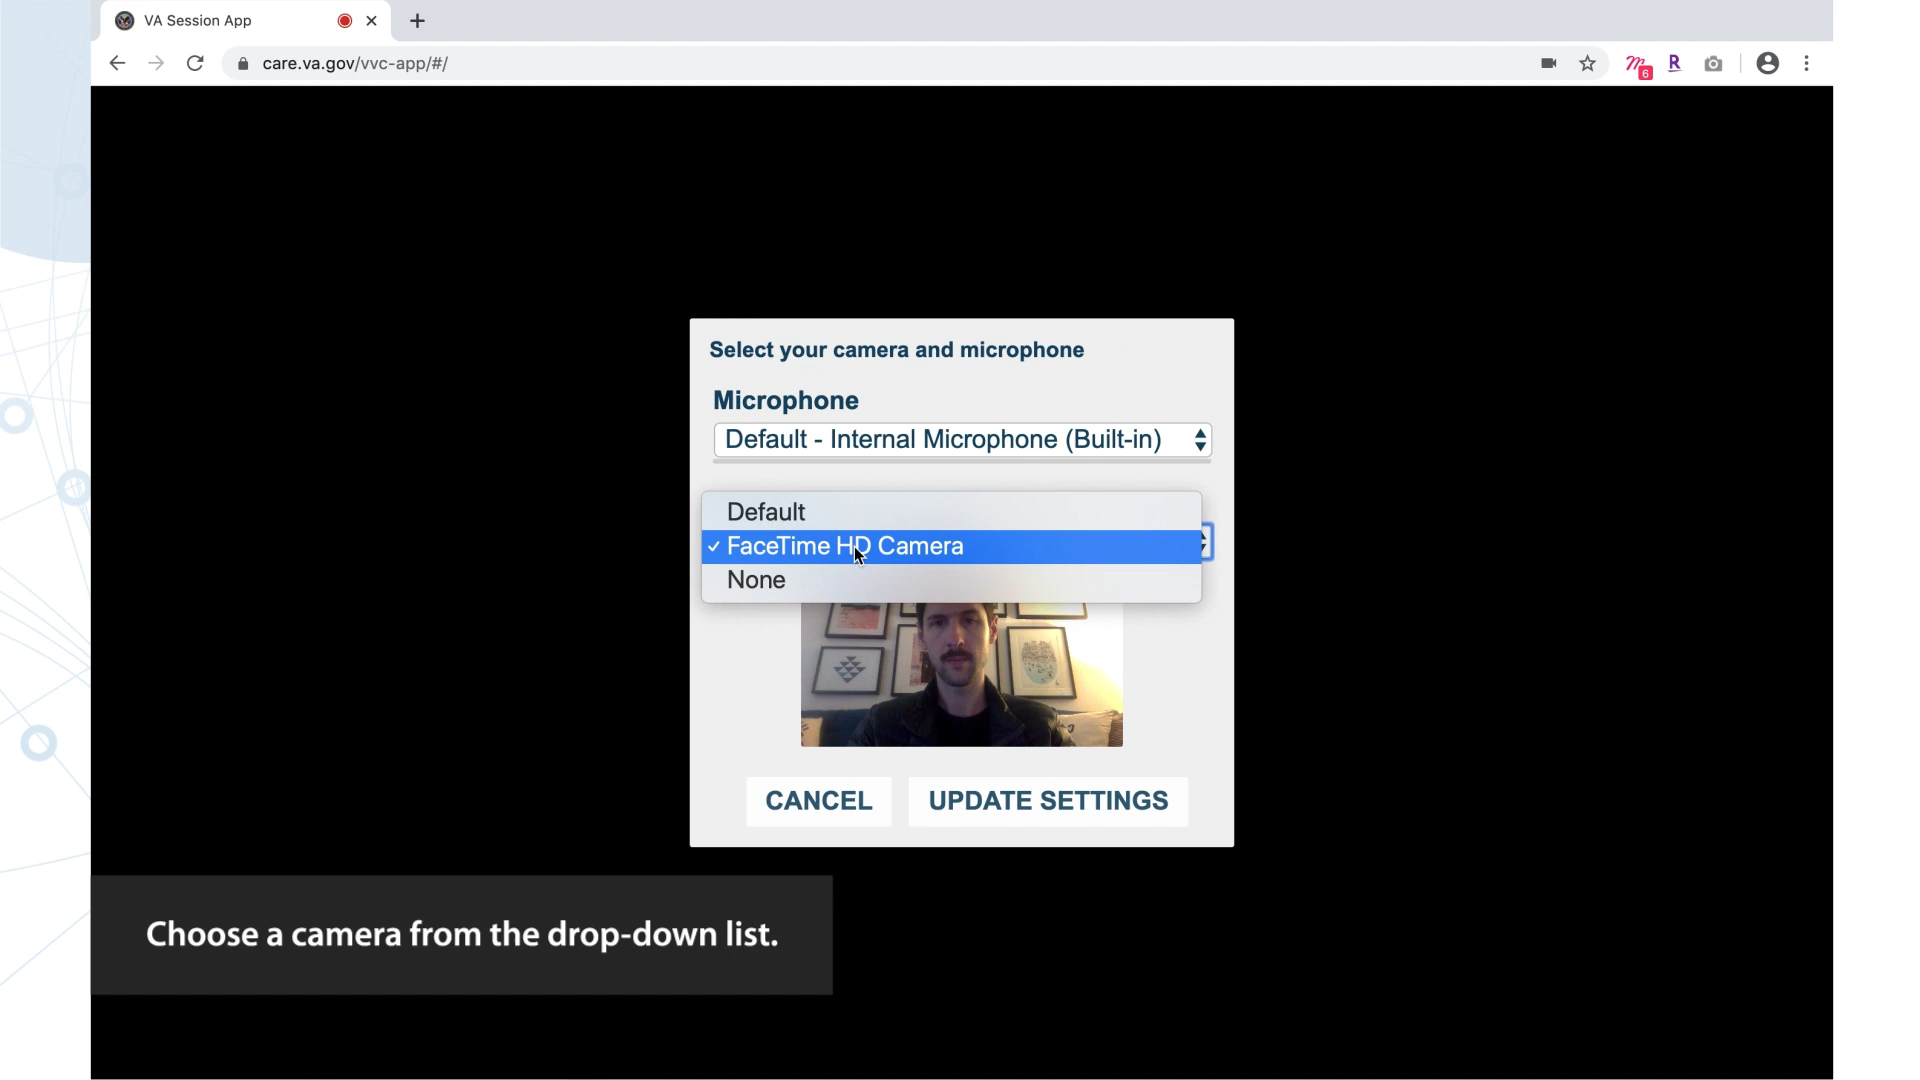 VA Session App
care.va.gov/vvc-app/#/
6
R
Select your camera and microphone
Microphone
Default - Internal Microphone (Built-in)
Default
✓ FaceTime HD Camera
None
CANCEL
UPDATE SETTINGS
Choose a camera from the drop-down list.